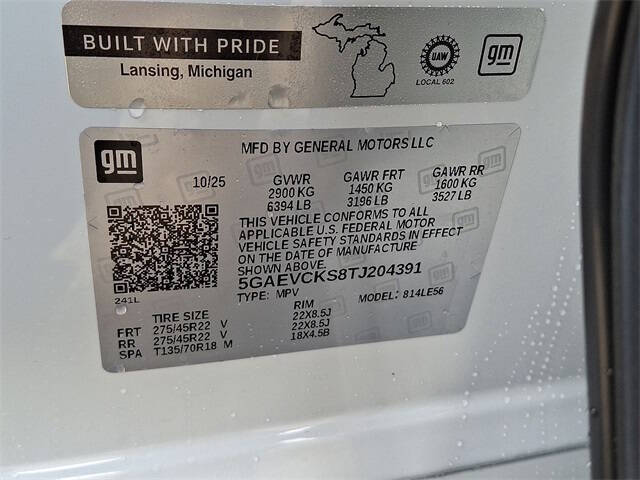 BUILT WITH PRIDE
Lansing, Michigan
UAW
LOCAL 602
gm
gm
MFD BY GENERAL MOTORS LLC
10/25 GVWR GAWR FRT GAWR RR
2900 KG 1450 KG 1600 KG
6394 LB 3196 LB 3527 LB
THIS VEHICLE CONFORMS TO ALL
APPLICABLE U.S. FEDERAL MOTOR
VEHICLE SAFETY STANDARDS IN EFFECT
ON THE DATE OF MANUFACTURE
SHOWN ABOVE.
5GAEVCKS8TJ204391
241L
TYPE: MPV MODEL: 814LE56
TIRE SIZE RIM
FRT 275/45R22 V 22X8.5J
RR 275/45R22 V 22X8.5J
SPA T135/70R18 M 18X4.5B